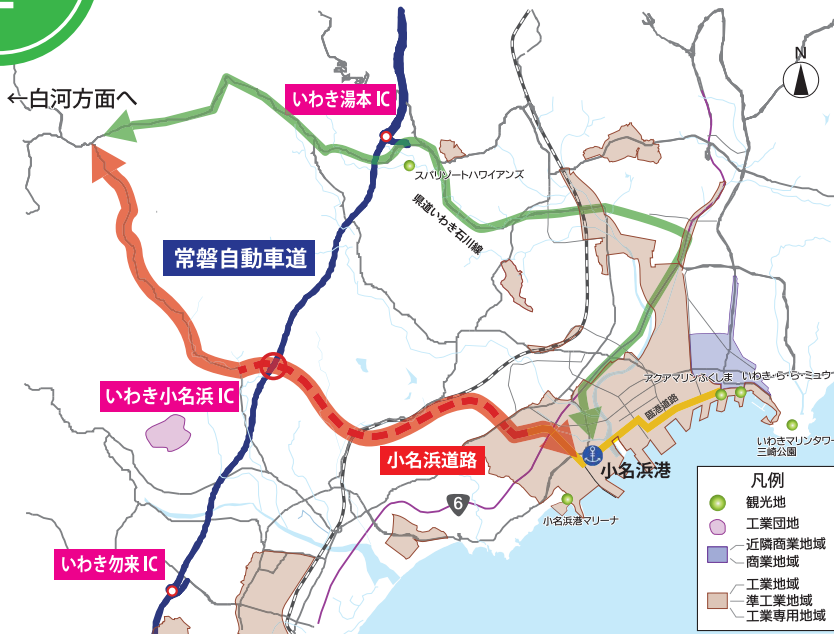 ←白河方面へ
いわき湯本IC
N
スパリゾートハワイアンズ
県道いわき石川線
常磐自動車道
いわき小名浜IC
アクアマリンふくしま
いわき・ら・ら・ミュウ
臨港道路
いわきマリンタワー
三崎公園
小名浜道路
小名浜港
6
小名浜港マリーナ
いわき勿来IC
凡例
観光地
工業団地
近隣商業地域
商業地域
工業地域
準工業地域
工業専用地域